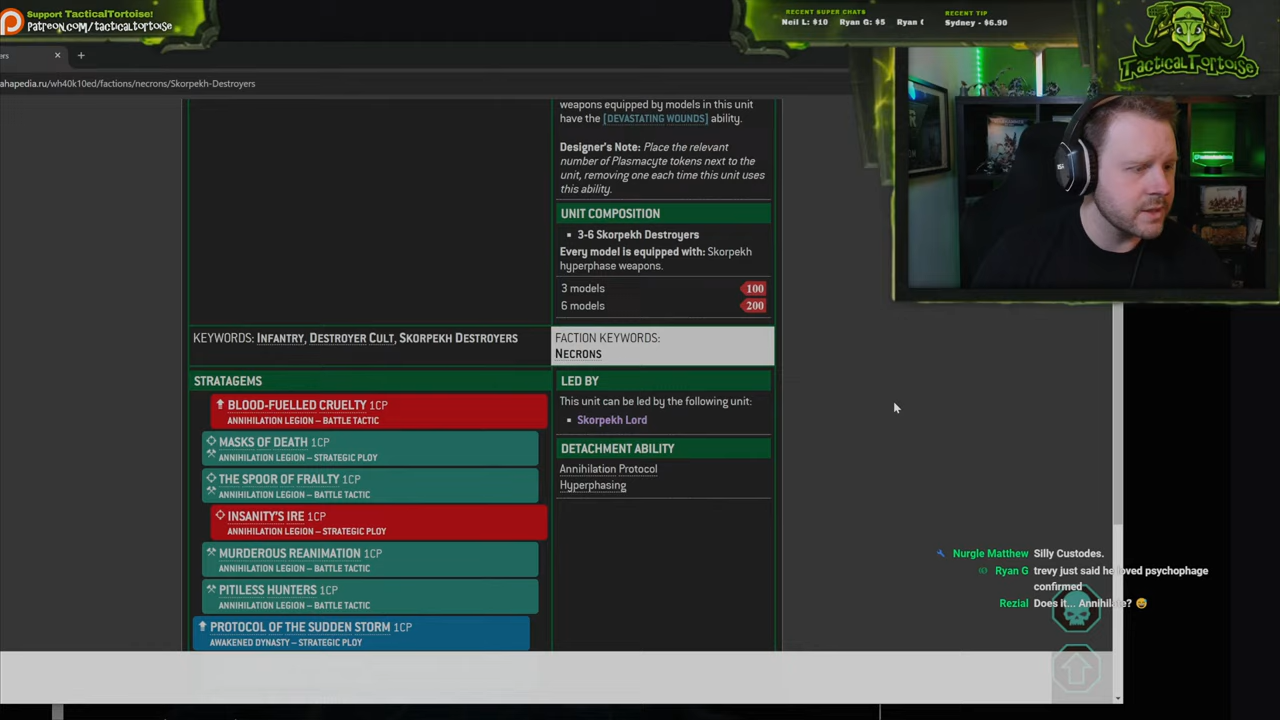 Support TacticalTortoise!
Patreon.com/tacticaltortoise
RECENT SUPER CHATS
Neil L: $10 Ryan G: $5 Ryan (
RECENT TIP
Sydney - $6.90
TACTICALTORTOISE
ers
ahapedia.ru/wh40k10ed/factions/necrons/Skorpekh-Destroyers
weapons equipped by models in this unit
have the [DEVASTATING WOUNDS] ability.
Designer's Note: Place the relevant
number of Plasmacyte tokens next to the
unit, removing one each time this unit uses
this ability.
UNIT COMPOSITION
3-6 Skorpekh Destroyers
Every model is equipped with: Skorpekh
hyperphase weapons.
3 models 100
6 models 200
KEYWORDS: INFANTRY, DESTROYER CULT, SKORPEKH DESTROYERS
FACTION KEYWORDS:
NECRONS
STRATAGEMS
BLOOD-FUELLED CRUELTY 1CP
ANNIHILATION LEGION – BATTLE TACTIC
MASKS OF DEATH 1CP
ANNIHILATION LEGION – STRATEGIC PLOY
THE SPOOR OF FRAILTY 1CP
ANNIHILATION LEGION – BATTLE TACTIC
INSANITY'S IRE 1CP
ANNIHILATION LEGION – STRATEGIC PLOY
MURDEROUS REANIMATION 1CP
ANNIHILATION LEGION – BATTLE TACTIC
PITILESS HUNTERS 1CP
ANNIHILATION LEGION – BATTLE TACTIC
PROTOCOL OF THE SUDDEN STORM 1CP
AWAKENED DYNASTY – STRATEGIC PLOY
LED BY
This unit can be led by the following unit:
Skorpekh Lord
DETACHMENT ABILITY
Annihilation Protocol
Hyperphasing
Nurgle Matthew Silly Custodes.
Ryan G trevy just said he loved psychophage
confirmed
Rezial Does it... Annihilate? 😅